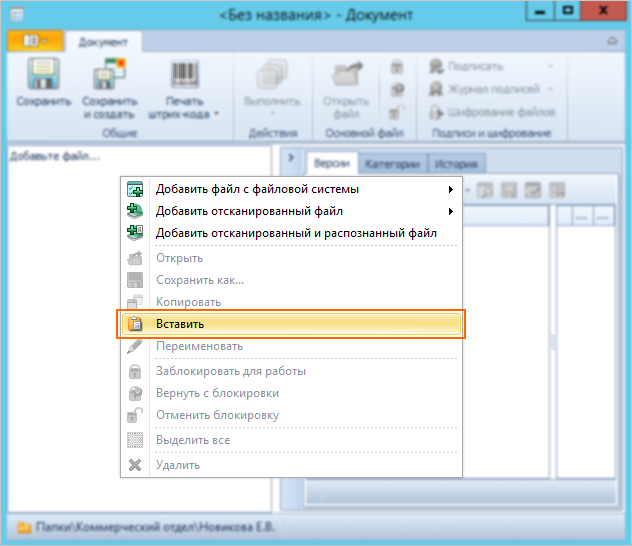 <Без названия> - Документ
Документ
Сохранить
Сохранить
и создать
Печать
штрих-кода
Выполнить
Открыть
файл
Подписать
Журнал подписей
Шифрование файлов
Общие
Действия
Основной файл
Подписи и шифрование
Добавьте файл...
Версии
Категории
История
Добавить файл с файловой системы
Добавить отсканированный файл
Добавить отсканированный и распознанный файл
Открыть
Сохранить как...
Копировать
Вставить
Переименовать
Заблокировать для работы
Вернуть с блокировки
Отменить блокировку
Выделить все
Удалить
... ...
Папки\Коммерческий отдел\Новикова Е.В.